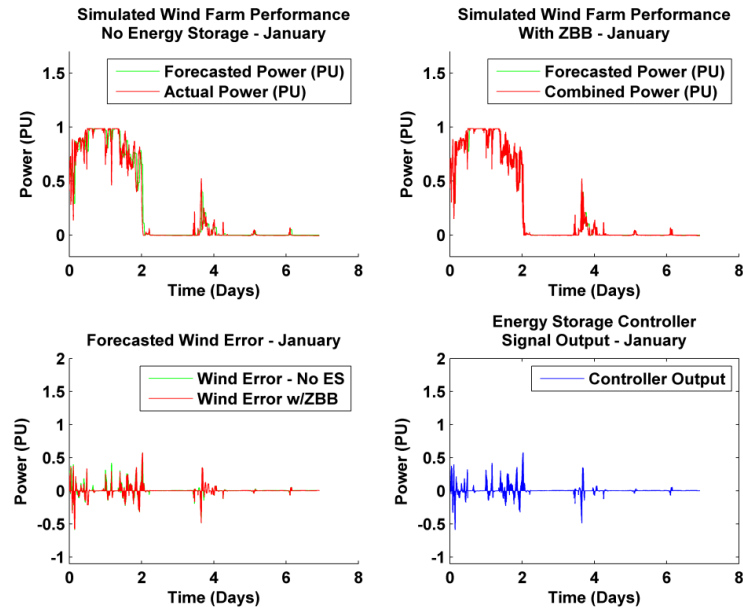 Simulated Wind Farm Performance
No Energy Storage - January
Forecasted Power (PU)
Actual Power (PU)
Power (PU)
1.5
1
0.5
0
0
2
4
6
8
Time (Days)
Simulated Wind Farm Performance
With ZBB - January
Forecasted Power (PU)
Combined Power (PU)
Power (PU)
1.5
1
0.5
0
0
2
4
6
8
Time (Days)
Forecasted Wind Error - January
Wind Error - No ES
Wind Error w/ZBB
Power (PU)
2
1.5
1
0.5
0
-0.5
-1
0
2
4
6
8
Time (Days)
Energy Storage Controller
Signal Output - January
Controller Output
Power (PU)
2
1.5
1
0.5
0
-0.5
-1
0
2
4
6
8
Time (Days)